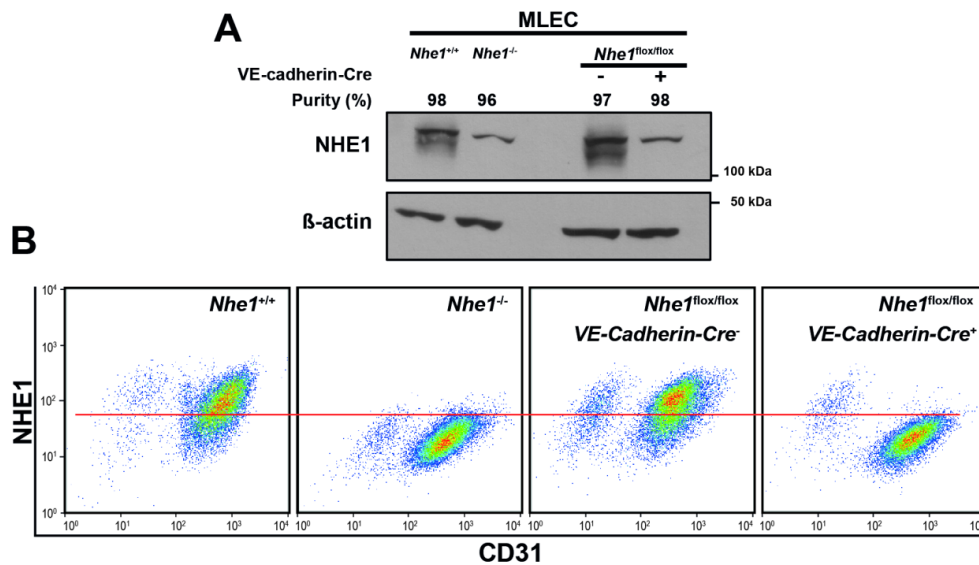 A
MLEC
Nhe1+/+ Nhe1-/- Nhe1flox/flox
VE-cadherin-Cre - +
Purity (%) 98 96 97 98
NHE1
100 kDa
50 kDa
ß-actin
B
Nhe1+/+
Nhe1-/-
Nhe1flox/flox
VE-Cadherin-Cre-
Nhe1flox/flox
VE-Cadherin-Cre+
NHE1
10⁴
10³
10²
10¹
10⁰
10⁰ 10¹ 10² 10³ 10⁴
10⁰ 10¹ 10² 10³ 10⁴
10⁰ 10¹ 10² 10³ 10⁴
10⁰ 10¹ 10² 10³
CD31